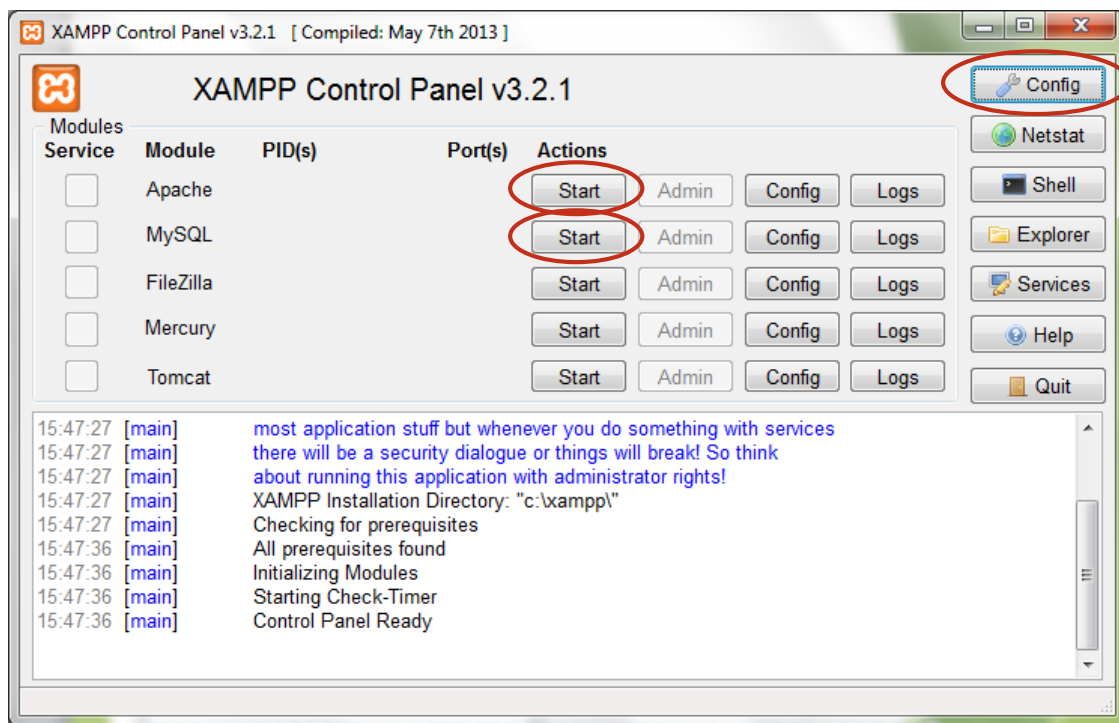 XAMPP Control Panel v3.2.1 [ Compiled: May 7th 2013 ]
XAMPP Control Panel v3.2.1
Config
Modules
Service Module PID(s) Port(s) Actions
Netstat
Apache Start Admin Config Logs
Shell
MySQL Start Admin Config Logs
Explorer
FileZilla Start Admin Config Logs
Services
Mercury Start Admin Config Logs
Help
Tomcat Start Admin Config Logs
Quit
15:47:27 [main] most application stuff but whenever you do something with services
15:47:27 [main] there will be a security dialogue or things will break! So think
15:47:27 [main] about running this application with administrator rights!
15:47:27 [main] XAMPP Installation Directory: "c:\xampp\"
15:47:27 [main] Checking for prerequisites
15:47:36 [main] All prerequisites found
15:47:36 [main] Initializing Modules
15:47:36 [main] Starting Check-Timer
15:47:36 [main] Control Panel Ready